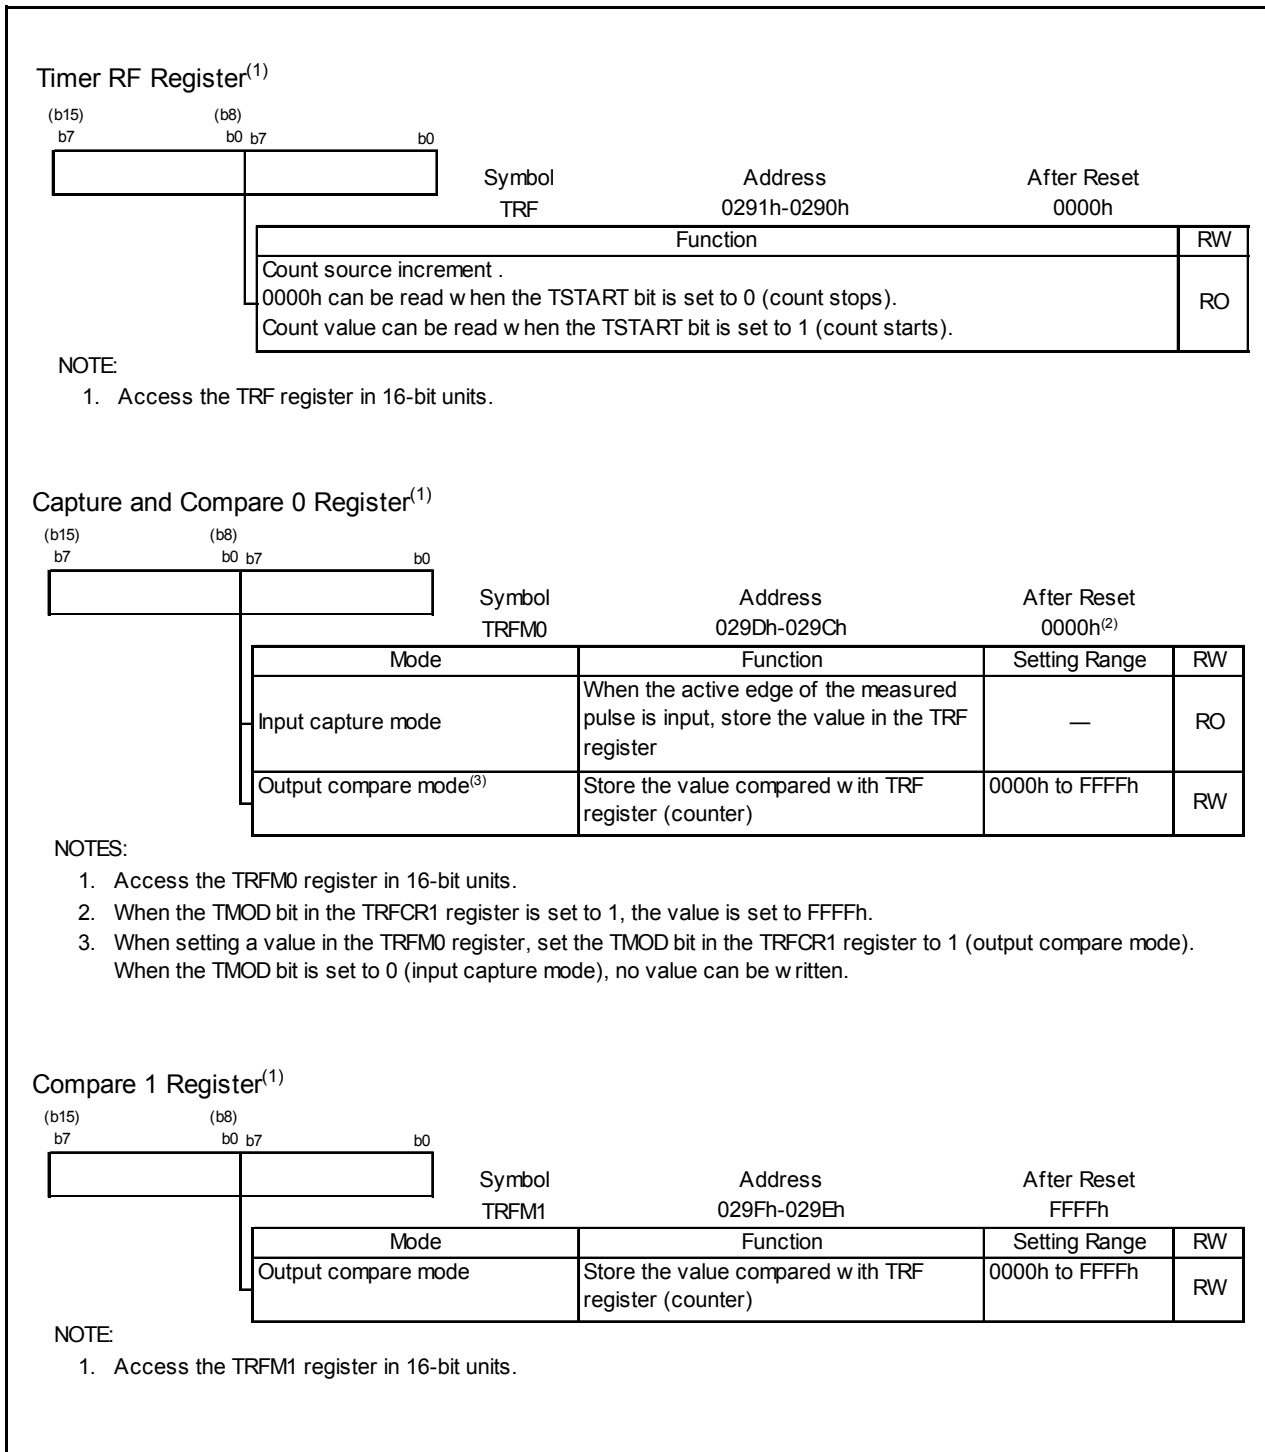 Timer RF Register(1)
(b15) (b8)
b7 b0 b7 b0
Symbol Address After Reset
TRF 0291h-0290h 0000h
Function RW
Count source increment .
0000h can be read w hen the TSTART bit is set to 0 (count stops).
Count value can be read w hen the TSTART bit is set to 1 (count starts).
RO
NOTE:
1. Access the TRF register in 16-bit units.
Capture and Compare 0 Register(1)
(b15) (b8)
b7 b0 b7 b0
Symbol Address After Reset
TRFM0 029Dh-029Ch 0000h(2)
Mode Function Setting Range RW
Input capture mode
When the active edge of the measured
pulse is input, store the value in the TRF
register
— RO
Output compare mode(3)
Store the value compared w ith TRF
register (counter)
0000h to FFFFh
RW
NOTES:
1. Access the TRFM0 register in 16-bit units.
2. When the TMOD bit in the TRFCR1 register is set to 1, the value is set to FFFFh.
3. When setting a value in the TRFM0 register, set the TMOD bit in the TRFCR1 register to 1 (output compare mode).
When the TMOD bit is set to 0 (input capture mode), no value can be w ritten.
Compare 1 Register(1)
(b15) (b8)
b7 b0 b7 b0
Symbol Address After Reset
TRFM1 029Fh-029Eh FFFFh
Mode Function Setting Range RW
Output compare mode
Store the value compared w ith TRF
register (counter)
0000h to FFFFh
RW
NOTE:
1. Access the TRFM1 register in 16-bit units.